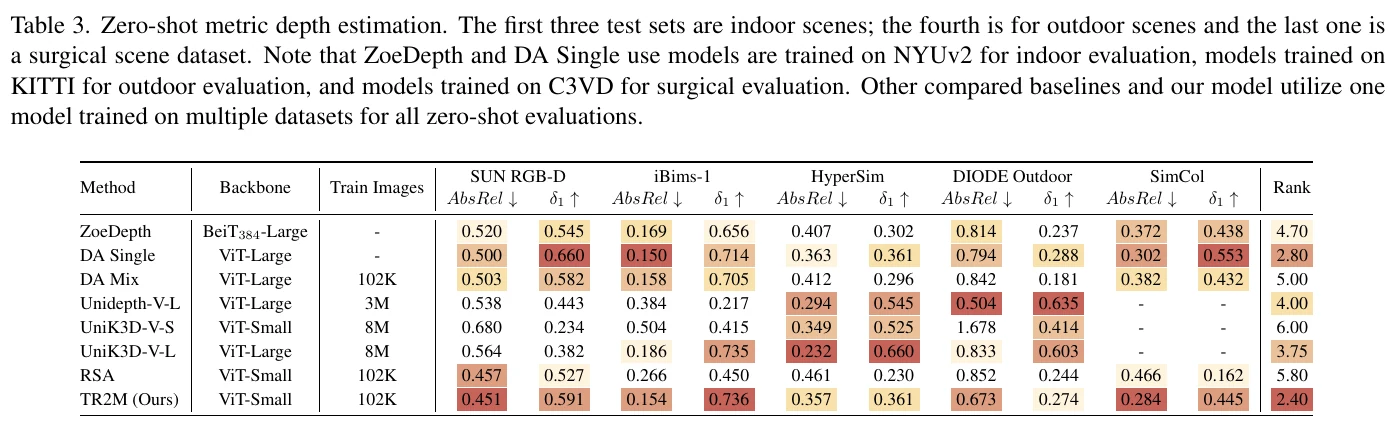 Table 3. Zero-shot metric depth estimation. The first three test sets are indoor scenes; the fourth is for outdoor scenes and the last one is
a surgical scene dataset. Note that ZoeDepth and DA Single use models are trained on NYUv2 for indoor evaluation, models trained on
KITTI for outdoor evaluation, and models trained on C3VD for surgical evaluation. Other compared baselines and our model utilize one
model trained on multiple datasets for all zero-shot evaluations.
Method Backbone Train Images SUN RGB-D iBims-1 HyperSim DIODE Outdoor SimCol Rank
AbsRel ↓ δ₁ ↑ AbsRel ↓ δ₁ ↑ AbsRel ↓ δ₁ ↑ AbsRel ↓ δ₁ ↑ AbsRel ↓ δ₁ ↑
ZoeDepth BeiT₃₈₄-Large - 0.520 0.545 0.169 0.656 0.407 0.302 0.814 0.237 0.372 0.438 4.70
DA Single ViT-Large - 0.500 0.660 0.150 0.714 0.363 0.361 0.794 0.288 0.302 0.553 2.80
DA Mix ViT-Large 102K 0.503 0.582 0.158 0.705 0.412 0.296 0.842 0.181 0.382 0.432 5.00
Unidepth-V-L ViT-Large 3M 0.538 0.443 0.384 0.217 0.294 0.545 0.504 0.635 - - 4.00
UniK3D-V-S ViT-Small 8M 0.680 0.234 0.504 0.415 0.349 0.525 1.678 0.414 - - 6.00
UniK3D-V-L ViT-Large 8M 0.564 0.382 0.186 0.735 0.232 0.660 0.833 0.603 - - 3.75
RSA ViT-Small 102K 0.457 0.527 0.266 0.450 0.461 0.230 0.852 0.244 0.466 0.162 5.80
TR2M (Ours) ViT-Small 102K 0.451 0.591 0.154 0.736 0.357 0.361 0.673 0.274 0.284 0.445 2.40